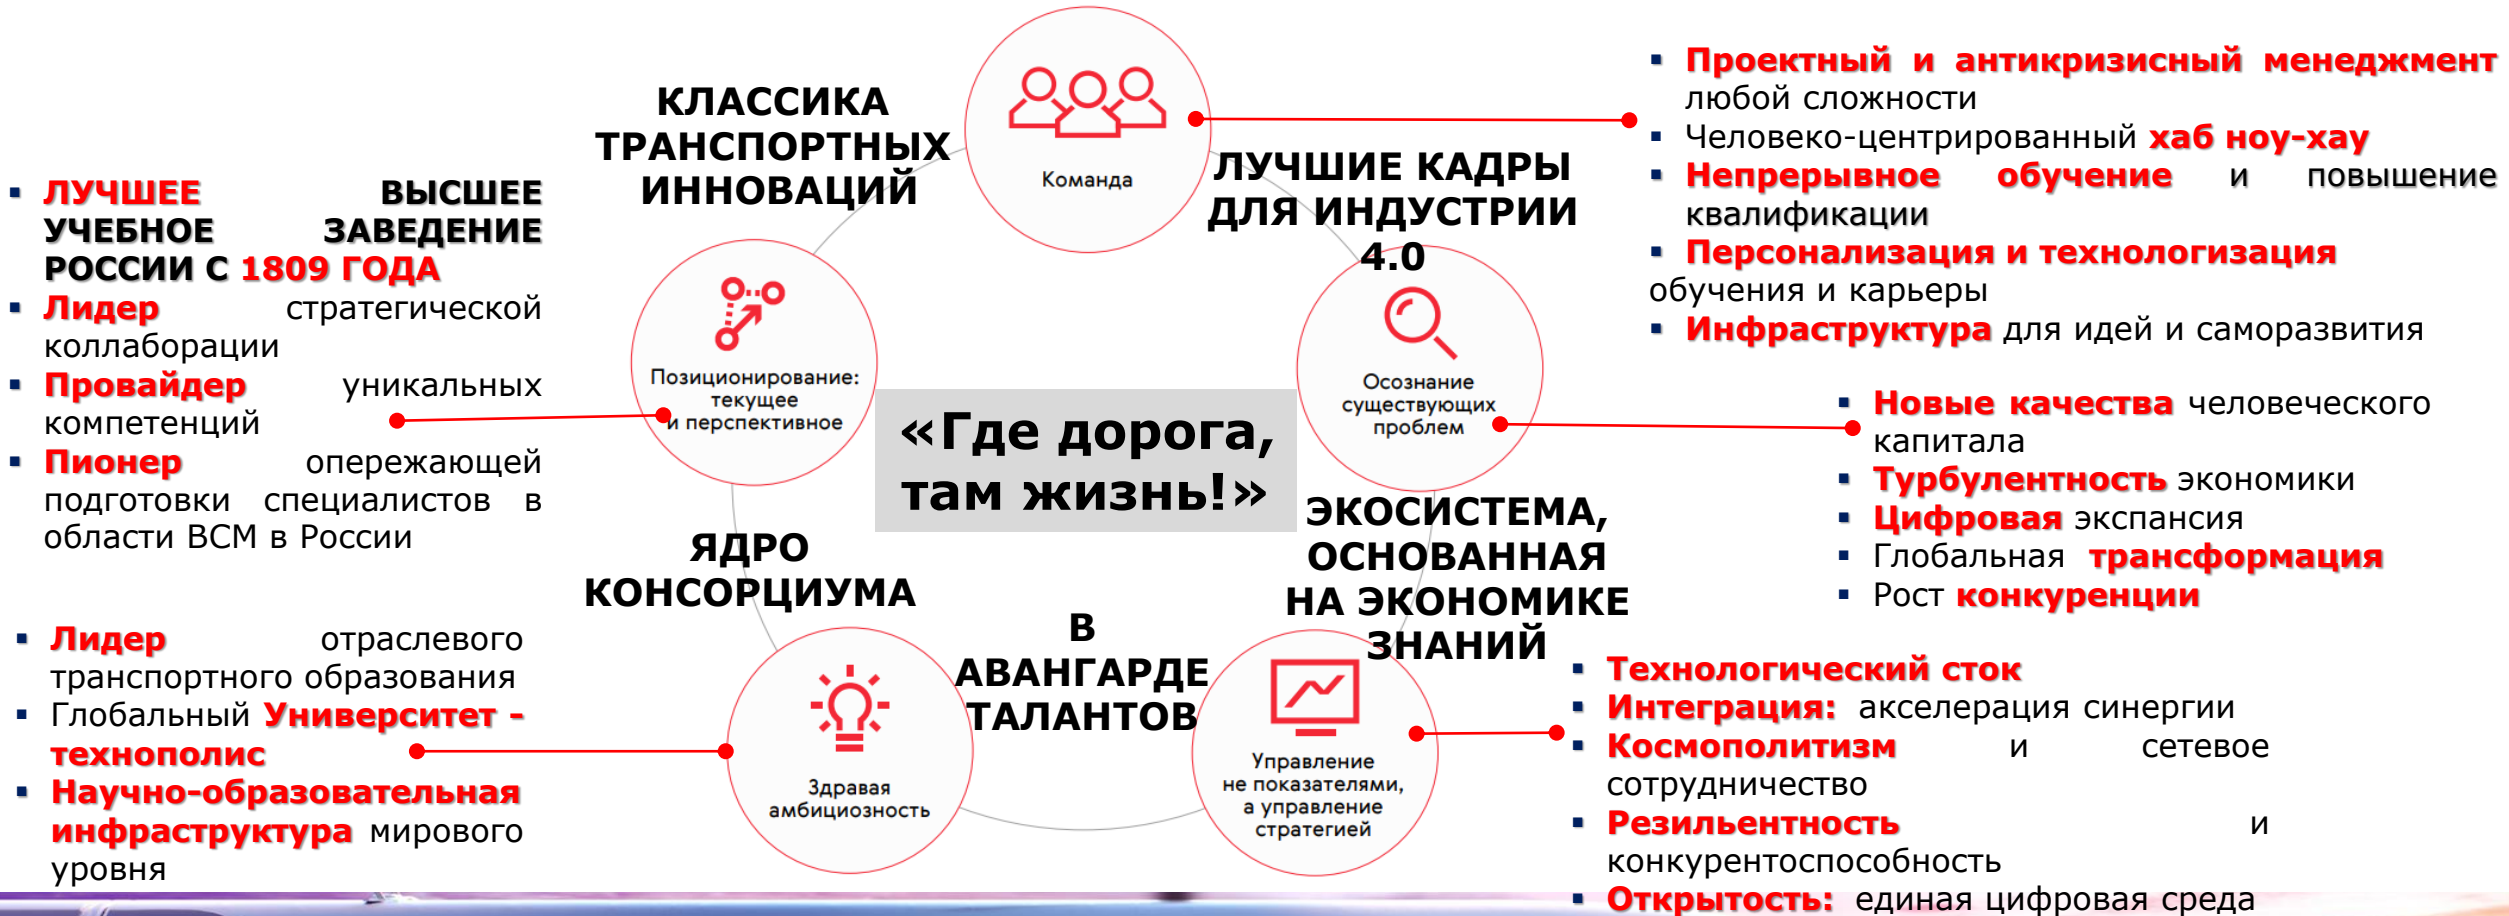 КЛАССИКА
ТРАНСПОРТНЫХ
ИННОВАЦИЙ
Команда
ЛУЧШИЕ КАДРЫ
ДЛЯ ИНДУСТРИИ
4.0
▪ Проектный и антикризисный менеджмент
любой сложности
▪ Человеко-центрированный хаб ноу-хау
▪ Непрерывное обучение и повышение
квалификации
▪ Персонализация и технологизация
обучения и карьеры
▪ Инфраструктура для идей и саморазвития
▪ ЛУЧШЕЕ ВЫСШЕЕ
УЧЕБНОЕ ЗАВЕДЕНИЕ
РОССИИ С 1809 ГОДА
▪ Лидер стратегической
коллаборации
▪ Провайдер уникальных
компетенций
▪ Пионер опережающей
подготовки специалистов в
области ВСМ в России
Позиционирование:
текущее
и перспективное
«Где дорога,
там жизнь!»
Осознание
существующих
проблем
▪ Новые качества человеческого
капитала
▪ Турбулентность экономики
▪ Цифровая экспансия
▪ Глобальная трансформация
▪ Рост конкуренции
ЯДРО
КОНСОРЦИУМА
В
АВАНГАРДЕ
ТАЛАНТОВ
ЭКОСИСТЕМА,
ОСНОВАННАЯ
НА ЭКОНОМИКЕ
ЗНАНИЙ
▪ Лидер отраслевого
транспортного образования
▪ Глобальный Университет -
технополис
▪ Научно-образовательная
инфраструктура мирового
уровня
Здравая
амбициозность
Управление
не показателями,
а управление
стратегией
▪ Технологический сток
▪ Интеграция: акселерация синергии
▪ Космополитизм и сетевое
сотрудничество
▪ Резильентность и
конкурентоспособность
▪ Открытость: единая цифровая среда